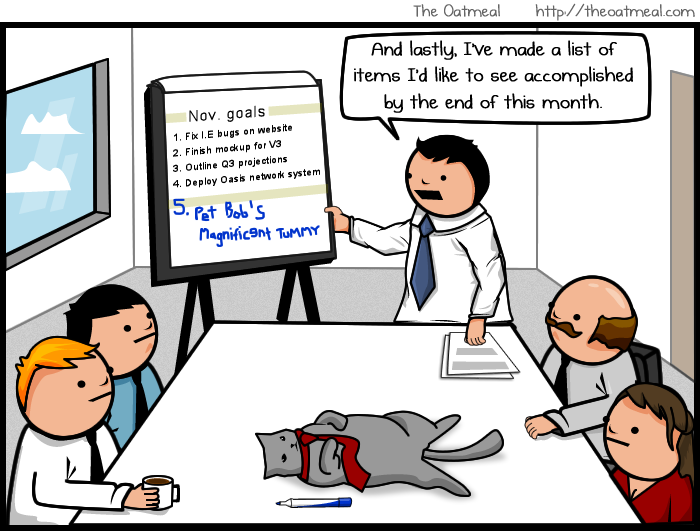 The Oatmeal http://theoatmeal.com
And lastly, I've made a list of
items I'd like to see accomplished
by the end of this month.
Nov. goals
1. Fix I.E bugs on website
2. Finish mockup for V3
3. Outline Q3 projections
4. Deploy Oasis network system
5. Pet Bob's
Magnificent Tummy